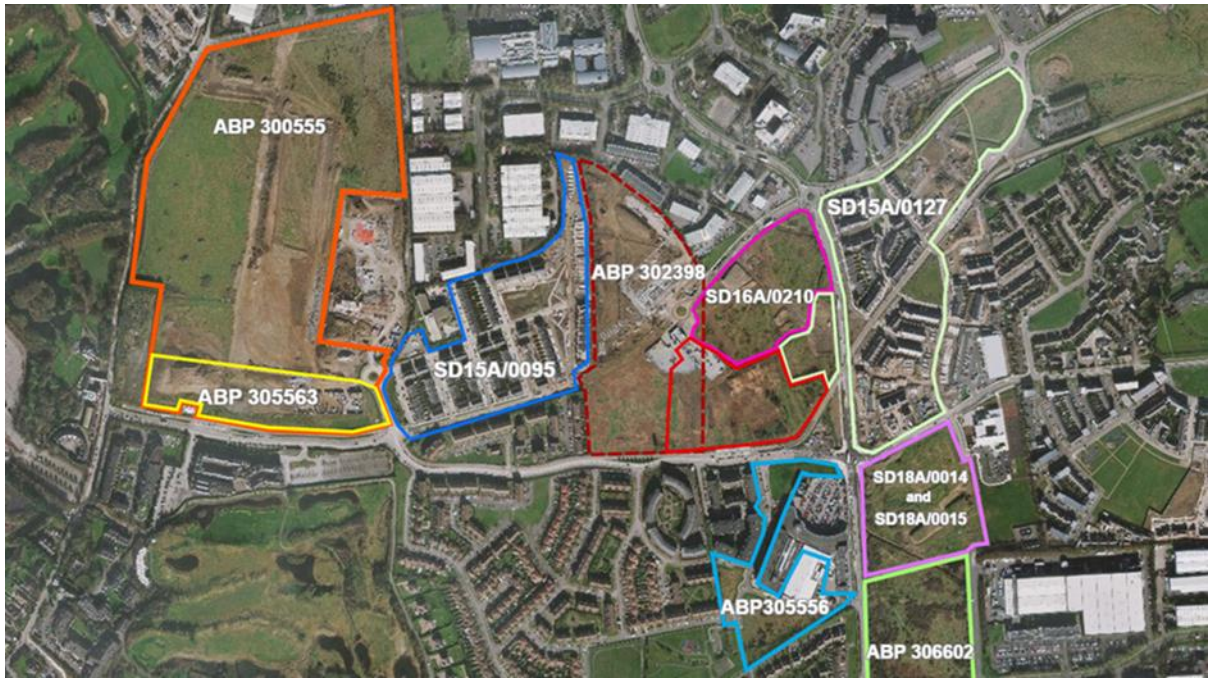 ABP 300555
SD15A/0127
ABP 302398
SD16A/0210
SD15A/0095
ABP 305563
SD18A/0014
and
SD18A/0015
ABP305556
ABP 306602